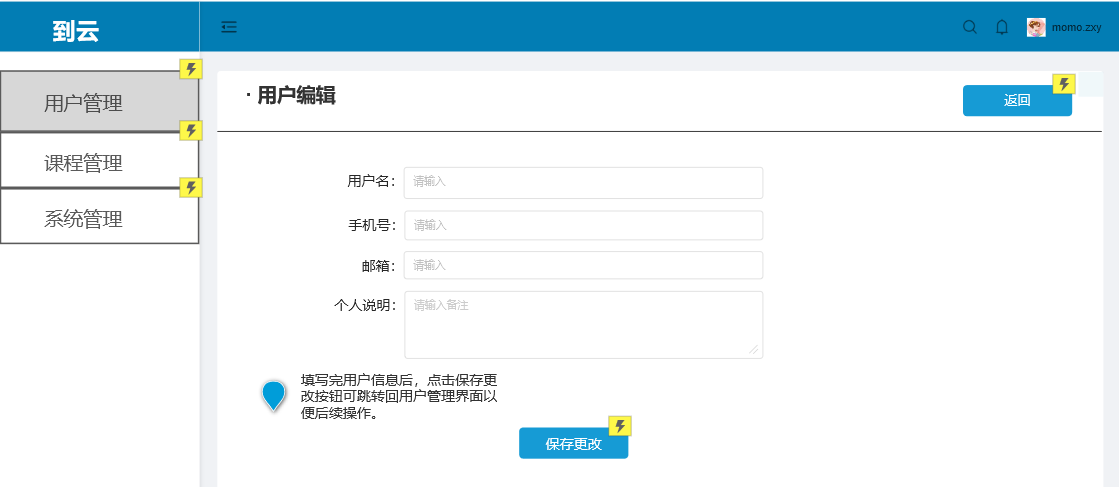 到云
momo.zxy
用户管理
课程管理
系统管理
· 用户编辑
返回
用户名：
请输入
手机号：
请输入
邮箱：
请输入
个人说明：
请输入备注
填写完用户信息后，点击保存更
改按钮可跳转回用户管理界面以
便后续操作。
保存更改